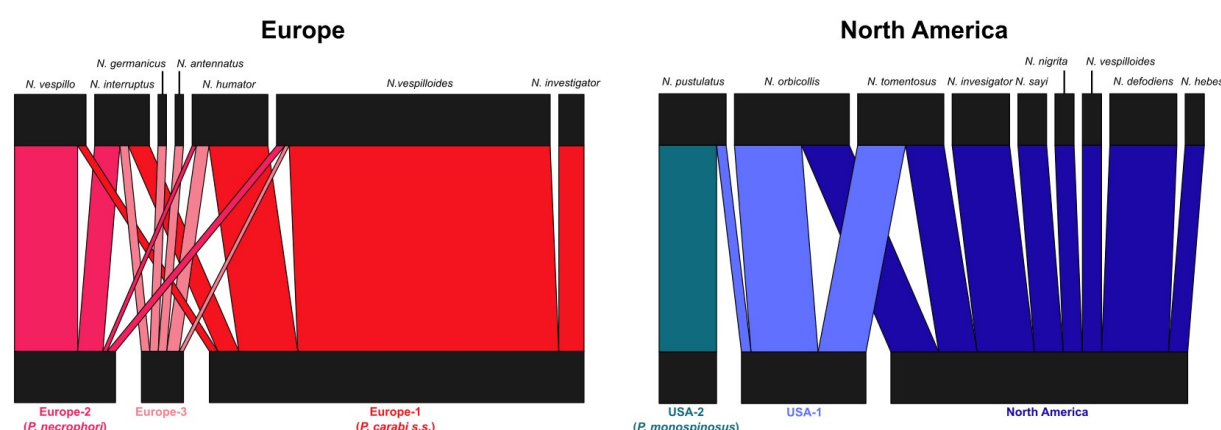 Europe
North America
N. germanicus
N. antennatus
N. vespillo
N. interruptus
N. humator
N.vespilloides
N. investigator
N. nigrita
N. vespilloides
N. pustulatus
N. orbicollis
N. tomentosus
N. invesigator
N. sayi
N. defodiens
N. hebes
Europe-2
(P. necrophori)
Europe-3
Europe-1
(P. carabi s.s.)
USA-2
(P. monospinosus)
USA-1
North America